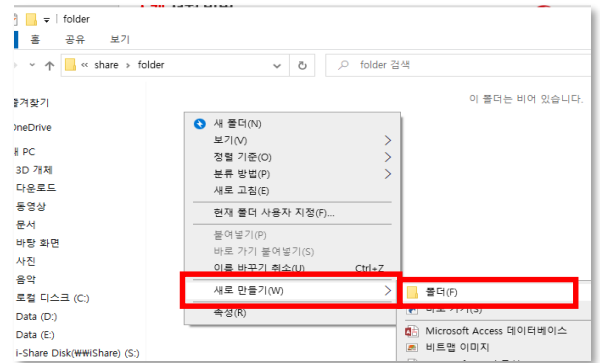 folder
홈 공유 보기
« share > folder
folder 검색
이 폴더는 비어 있습니다.
즐겨찾기
OneDrive
내 PC
3D 개체
다운로드
동영상
문서
바탕 화면
사진
음악
로컬 디스크 (C:)
Data (D:)
Data (E:)
i-Share Disk(₩₩iShare) (S:)
새 폴더(N)
보기(V)
정렬 기준(O)
분류 방법(P)
새로 고침(E)
현재 폴더 사용자 지정(F)...
붙여넣기(P)
바로 가기 붙여넣기(S)
이름 바꾸기 취소(U) Ctrl+Z
새로 만들기(W)
속성(R)
폴더(F)
바로 가기(S)
Microsoft Access 데이터베이스
비트맵 이미지